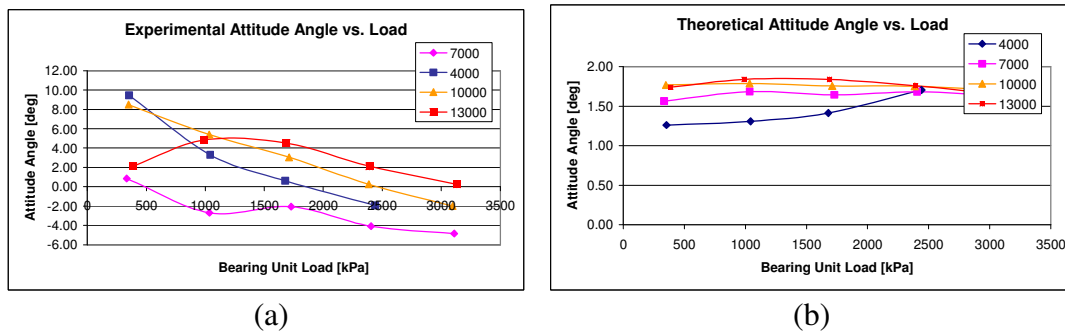 Experimental Attitude Angle vs. Load
7000
4000
10000
13000
12.00
10.00
8.00
6.00
4.00
2.00
0.00
-2.00
-4.00
-6.00
Attitude Angle [deg]
0 500 1000 1500 2000 2500 3000 3500
Bearing Unit Load [kPa]
(a)
Theoretical Attitude Angle vs. Load
4000
7000
10000
13000
2.00
1.50
1.00
0.50
0.00
Attitude Angle [deg]
0 500 1000 1500 2000 2500 3000 3500
Bearing Unit Load [kPa]
(b)